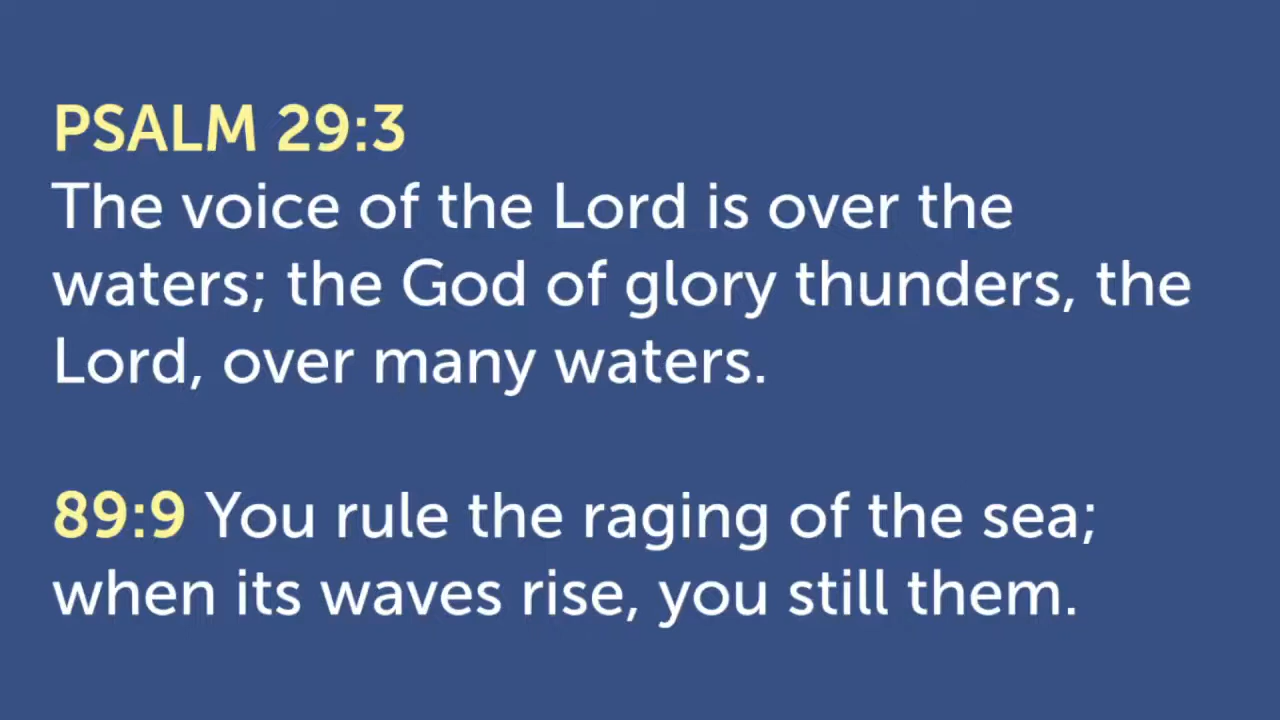 PSALM 29:3
The voice of the Lord is over the
waters; the God of glory thunders, the
Lord, over many waters.
89:9 You rule the raging of the sea;
when its waves rise, you still them.